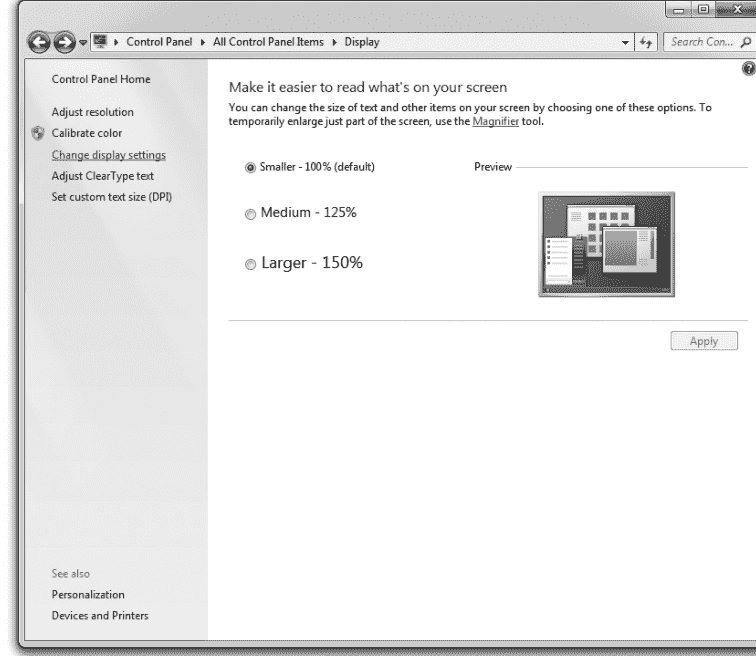 Control Panel All Control Panel Items Display Search Con...
Control Panel Home
Adjust resolution
Calibrate color
Change display settings
Adjust ClearType text
Set custom text size (DPI)
See also
Personalization
Devices and Printers
Make it easier to read what's on your screen
You can change the size of text and other items on your screen by choosing one of these options. To
temporarily enlarge just part of the screen, use the Magnifier tool.
Smaller - 100% (default)
Preview
Medium - 125%
Larger - 150%
Apply